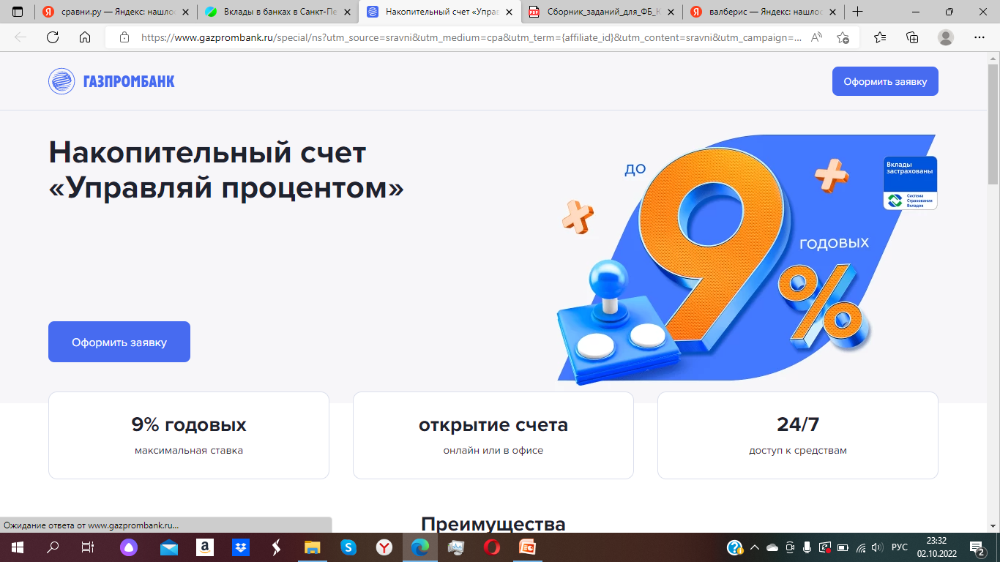 сравни.ру — Яндекс: нашлос
Вклады в банках в Санкт-Пе
Накопительный счет «Управ
Сборник_заданий_для_ФБ_К
валберис — Яндекс: нашлос
https://www.gazprombank.ru/special/ns?utm_source=sravni&utm_medium=cpa&utm_term={affiliate_id}&utm_content=sravni&utm_campaign=...
ГАЗПРОМБАНК
Оформить заявку
Накопительный счет
«Управляй процентом»
ДО
9%
ГОДОВЫХ
Вклады
застрахованы
Система
Страхования
Вкладов
Оформить заявку
9% годовых
максимальная ставка
открытие счета
онлайн или в офисе
24/7
доступ к средствам
Преимущества
Ожидание ответа от www.gazprombank.ru...
РУС
23:32
02.10.2022
2